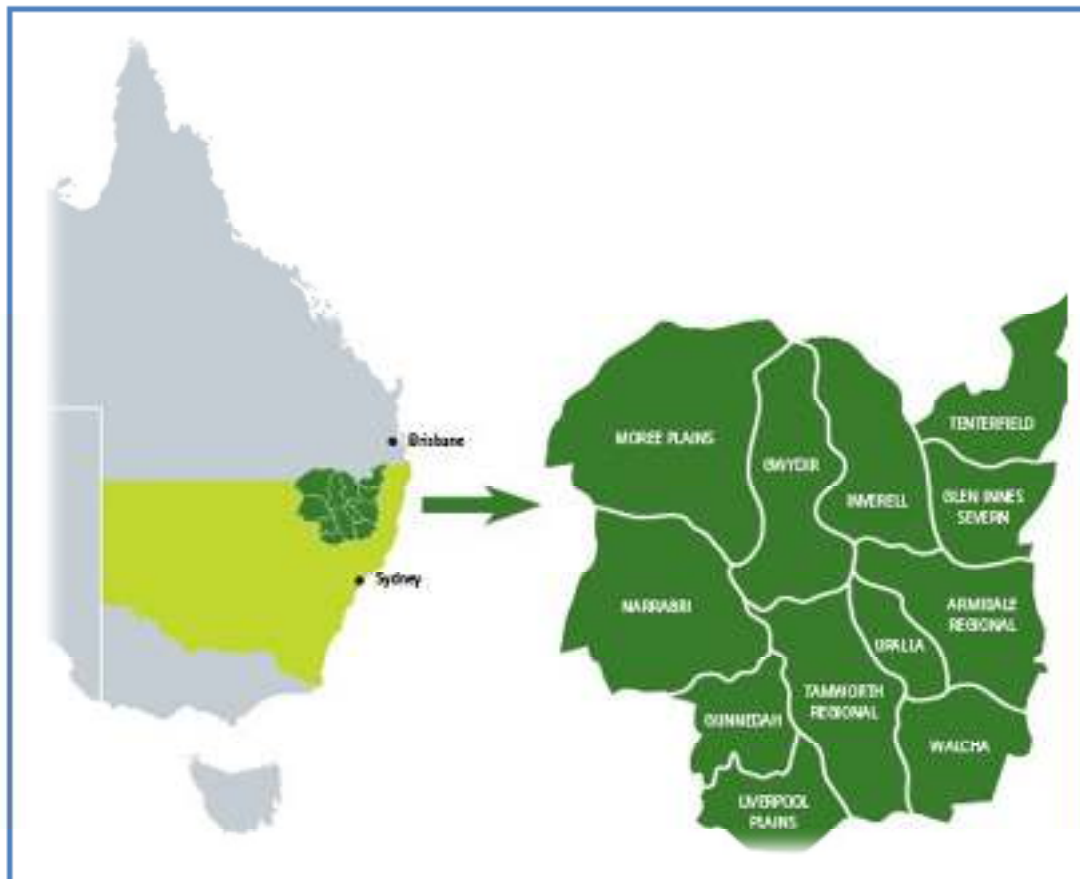 Brisbane
Sydney
MOREE PLAINS
GWYDIR
INVERELL
TENTERFIELD
GLEN INNES
SEVERN
NARRABRI
ARMIDALE
REGIONAL
URALLA
TAMWORTH
REGIONAL
GUNNEDAH
WALCHA
LIVERPOOL
PLAINS